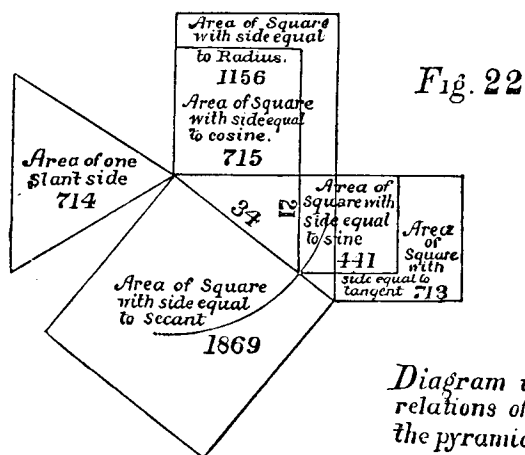 Area of Square
with side equal
to Radius.
1156
Area of Square
with side equal
to cosine.
715
Fig. 22
Area of one
slant side
714
34
21
Area of
Square with
side equal
to sine
441
Area
of
Square
with
side equal to
tangent 713
Area of Square
with side equal
to Secant
1869
Diagram
relations of
the pyramid